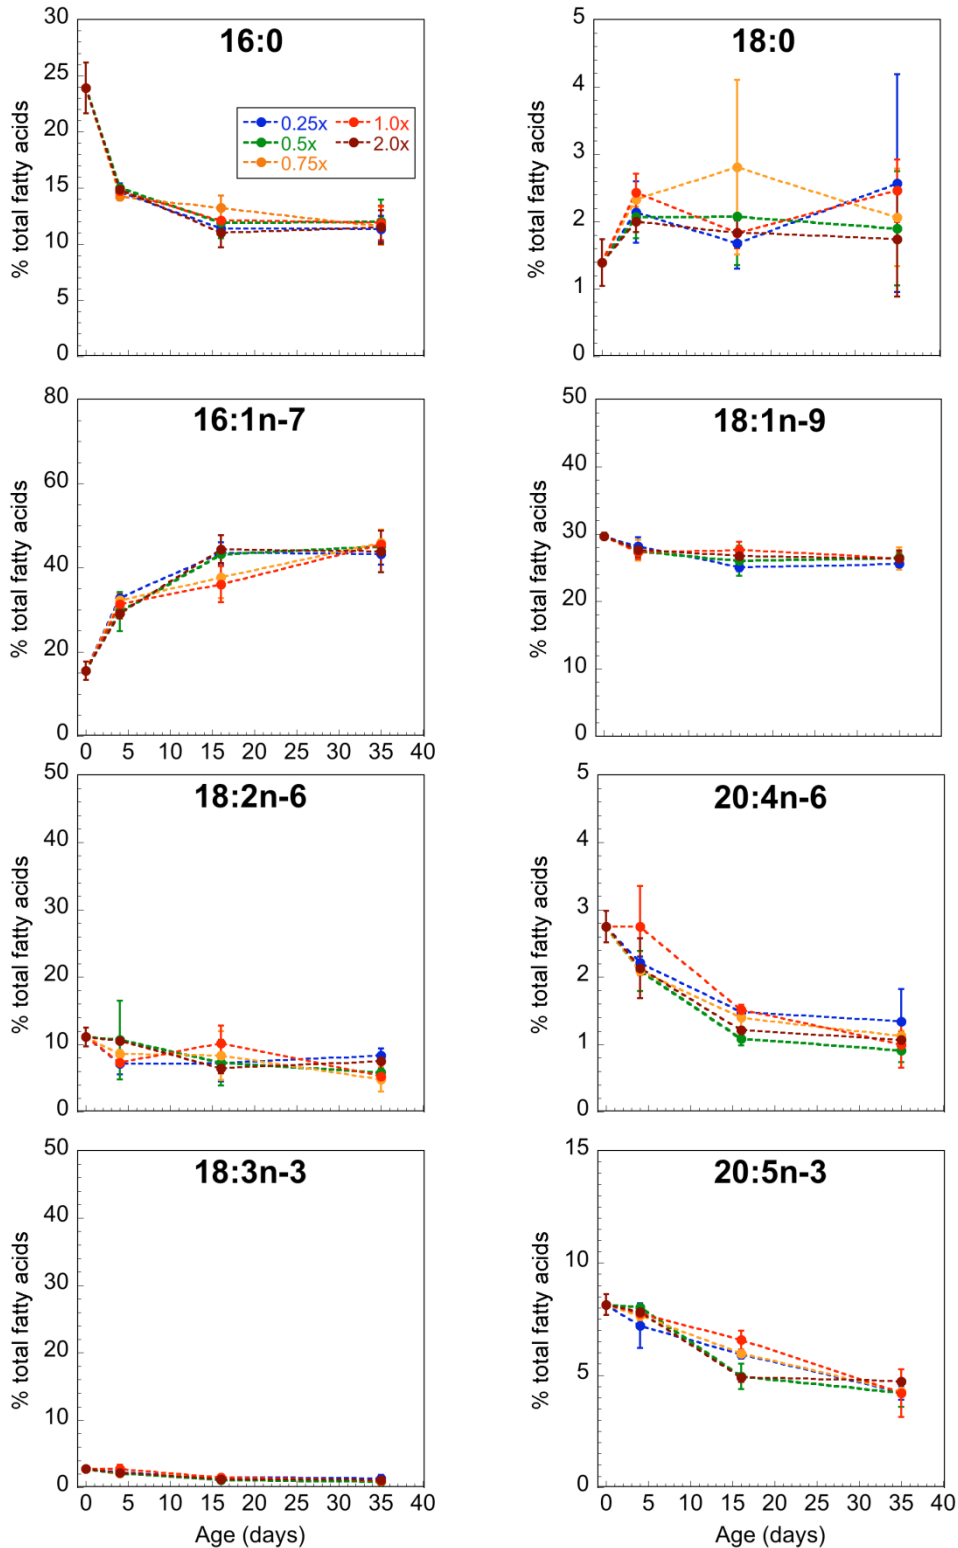 16:0
30
25
20
15
10
5
0
% total fatty acids
0.25x
1.0x
0.5x
2.0x
0.75x
18:0
5
4
3
2
1
0
% total fatty acids
16:1n-7
80
60
40
20
0
% total fatty acids
0 5 10 15 20 25 30 35 40
18:1n-9
50
40
30
20
10
0
% total fatty acids
18:2n-6
50
40
30
20
10
0
% total fatty acids
20:4n-6
5
4
3
2
1
0
% total fatty acids
18:3n-3
50
40
30
20
10
0
% total fatty acids
0 5 10 15 20 25 30 35 40
Age (days)
20:5n-3
15
10
5
0
% total fatty acids
0 5 10 15 20 25 30 35 40
Age (days)